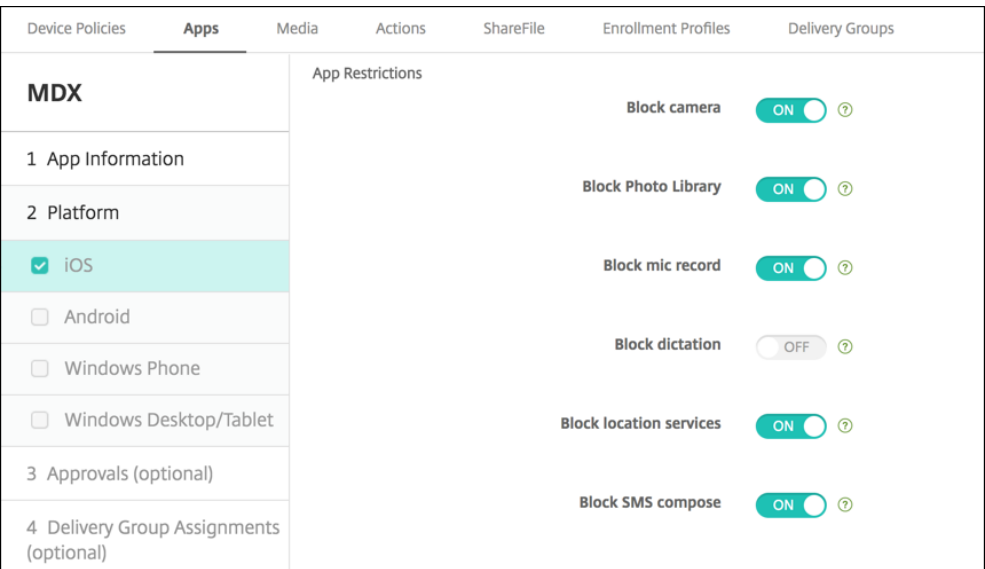 Device Policies Apps Media Actions ShareFile Enrollment Profiles Delivery Groups
MDX
1 App Information
2 Platform
iOS
Android
Windows Phone
Windows Desktop/Tablet
3 Approvals (optional)
4 Delivery Group Assignments
(optional)
App Restrictions
Block camera ON ?
Block Photo Library ON ?
Block mic record ON ?
Block dictation OFF ?
Block location services ON ?
Block SMS compose ON ?